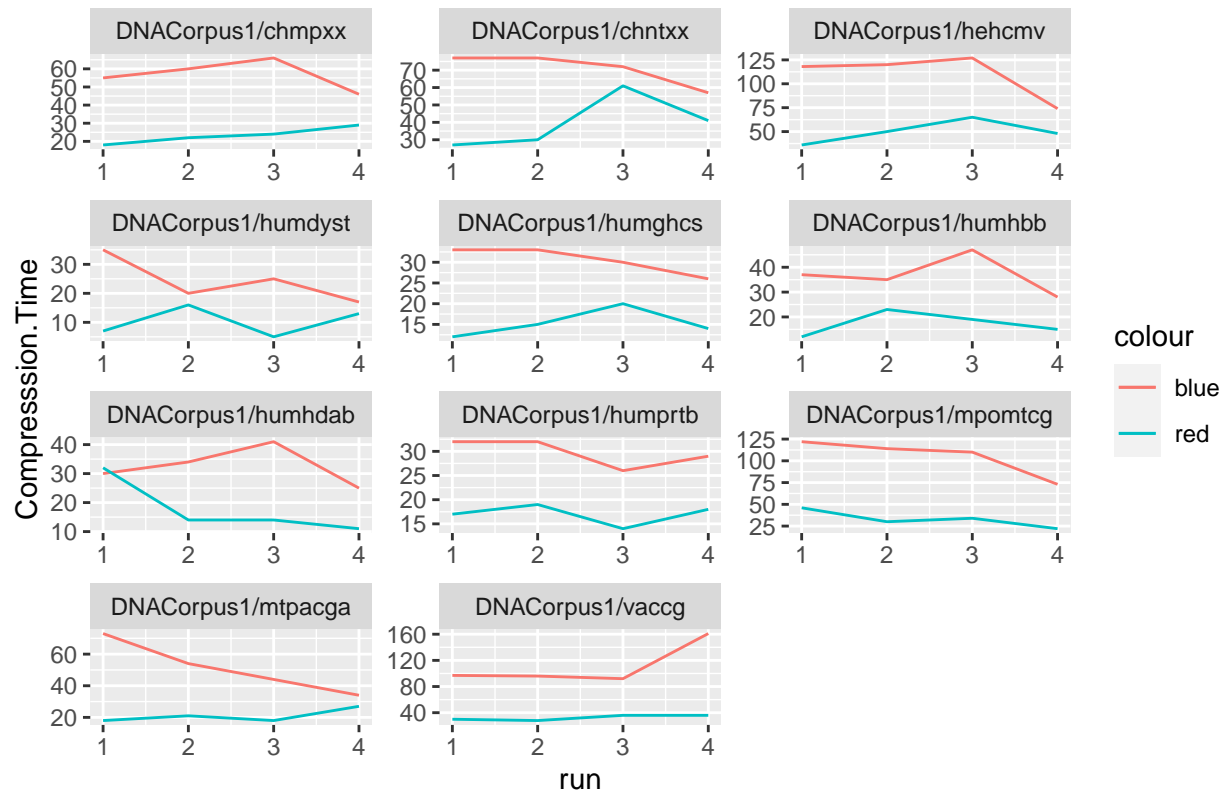 DNACorpus1/chmpxx
DNACorpus1/chntxx
DNACorpus1/hehcmv
60
50
40
30
20
70
60
50
40
30
125
100
75
50
1 2 3 4
1 2 3 4
1 2 3 4
DNACorpus1/humdyst
DNACorpus1/humghcs
DNACorpus1/humhbb
30
20
10
30
25
20
15
40
30
20
1 2 3 4
1 2 3 4
1 2 3 4
DNACorpus1/humhdab
DNACorpus1/humprtb
DNACorpus1/mpomtcg
40
30
20
10
30
25
20
15
125
100
75
50
25
1 2 3 4
1 2 3 4
1 2 3 4
DNACorpus1/mtpacga
DNACorpus1/vaccg
60
40
20
160
120
80
40
1 2 3 4
1 2 3 4
run
Compresssion.Time
colour
blue
red